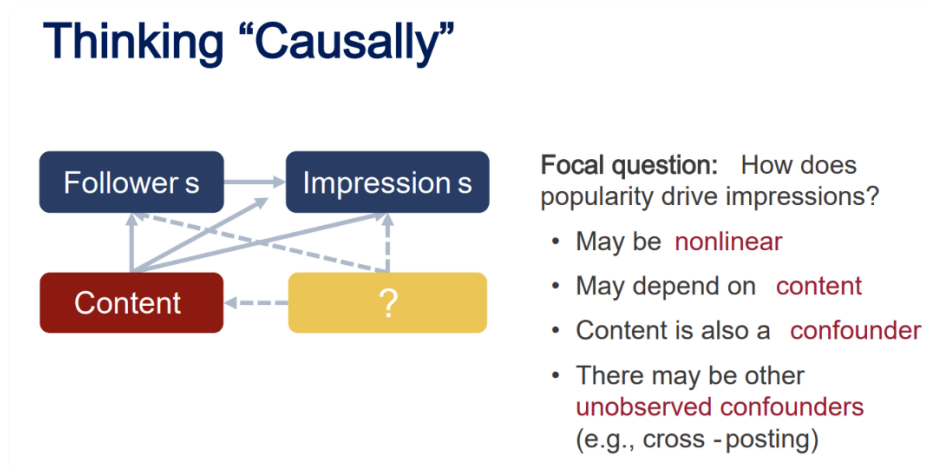 Thinking “Causally”
Follower s
Impression s
Content
?
Focal question: How does
popularity drive impressions?
• May be nonlinear
• May depend on content
• Content is also a confounder
• There may be other
unobserved confounders
(e.g., cross -posting)